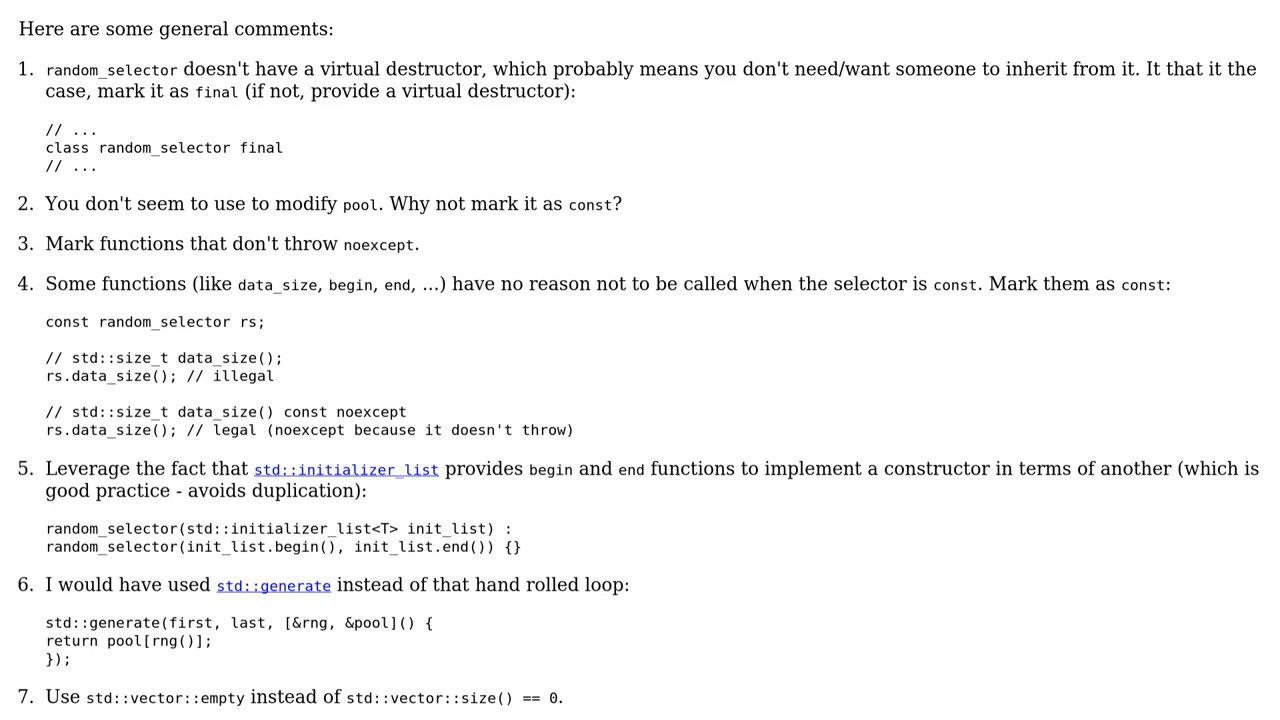 Here are some general comments:
1. random_selector doesn't have a virtual destructor, which probably means you don't need/want someone to inherit from it. It that it the
case, mark it as final (if not, provide a virtual destructor):
// ...
class random_selector final
// ...
2. You don't seem to use to modify pool. Why not mark it as const?
3. Mark functions that don't throw noexcept.
4. Some functions (like data_size, begin, end, ...) have no reason not to be called when the selector is const. Mark them as const:
const random_selector rs;
// std::size_t data_size();
rs.data_size(); // illegal
// std::size_t data_size() const noexcept
rs.data_size(); // legal (noexcept because it doesn't throw)
5. Leverage the fact that std::initializer_list provides begin and end functions to implement a constructor in terms of another (which is
good practice - avoids duplication):
random_selector(std::initializer_list<T> init_list) :
random_selector(init_list.begin(), init_list.end()) {}
6. I would have used std::generate instead of that hand rolled loop:
std::generate(first, last, [&rng, &pool]() {
return pool[rng()];
});
7. Use std::vector::empty instead of std::vector::size() == 0.